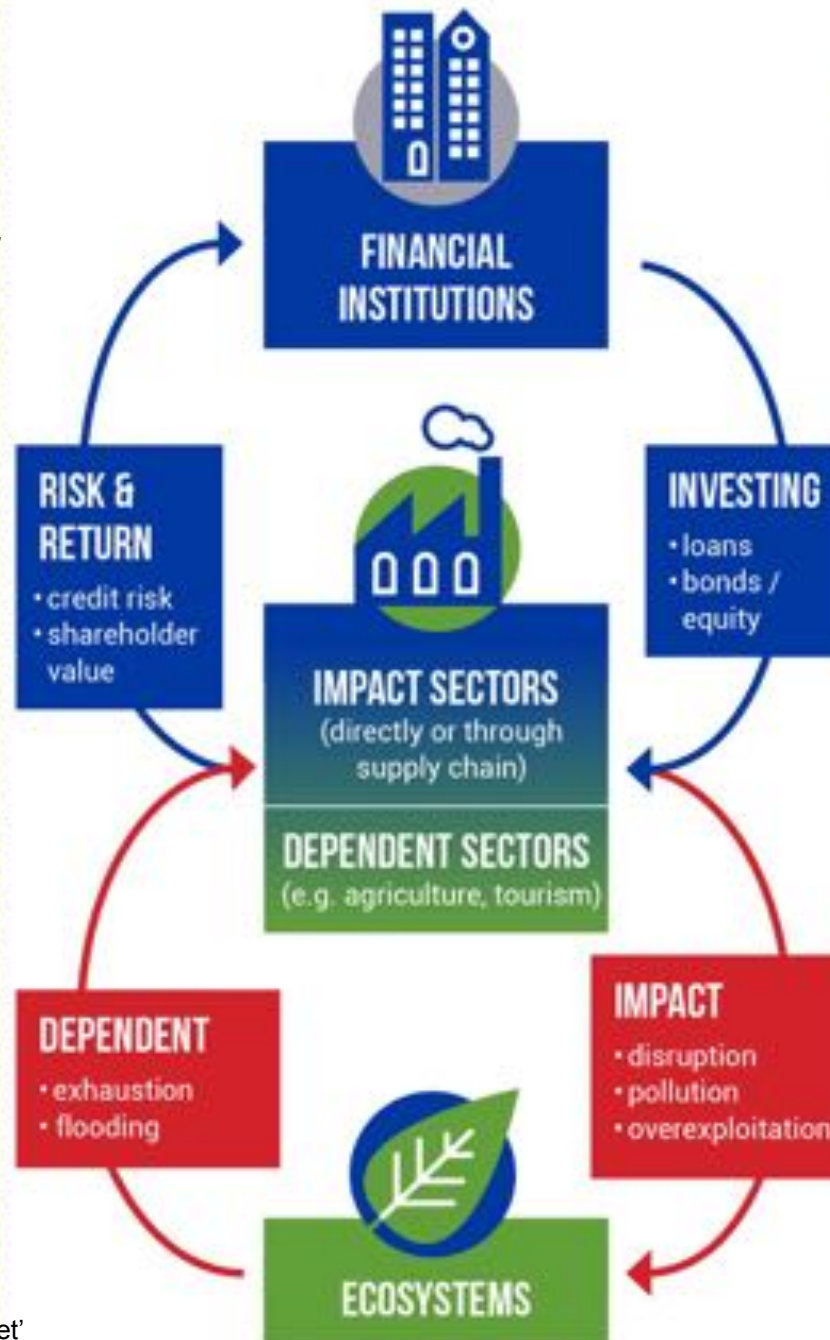 FINANCIAL
INSTITUTIONS
RISK &
RETURN
• credit risk
• shareholder
value
INVESTING
• loans
• bonds /
equity
IMPACT SECTORS
(directly or through
supply chain)
DEPENDENT SECTORS
(e.g. agriculture, tourism)
DEPENDENT
• exhaustion
• flooding
IMPACT
• disruption
• pollution
• overexploitation
ECOSYSTEMS
et’